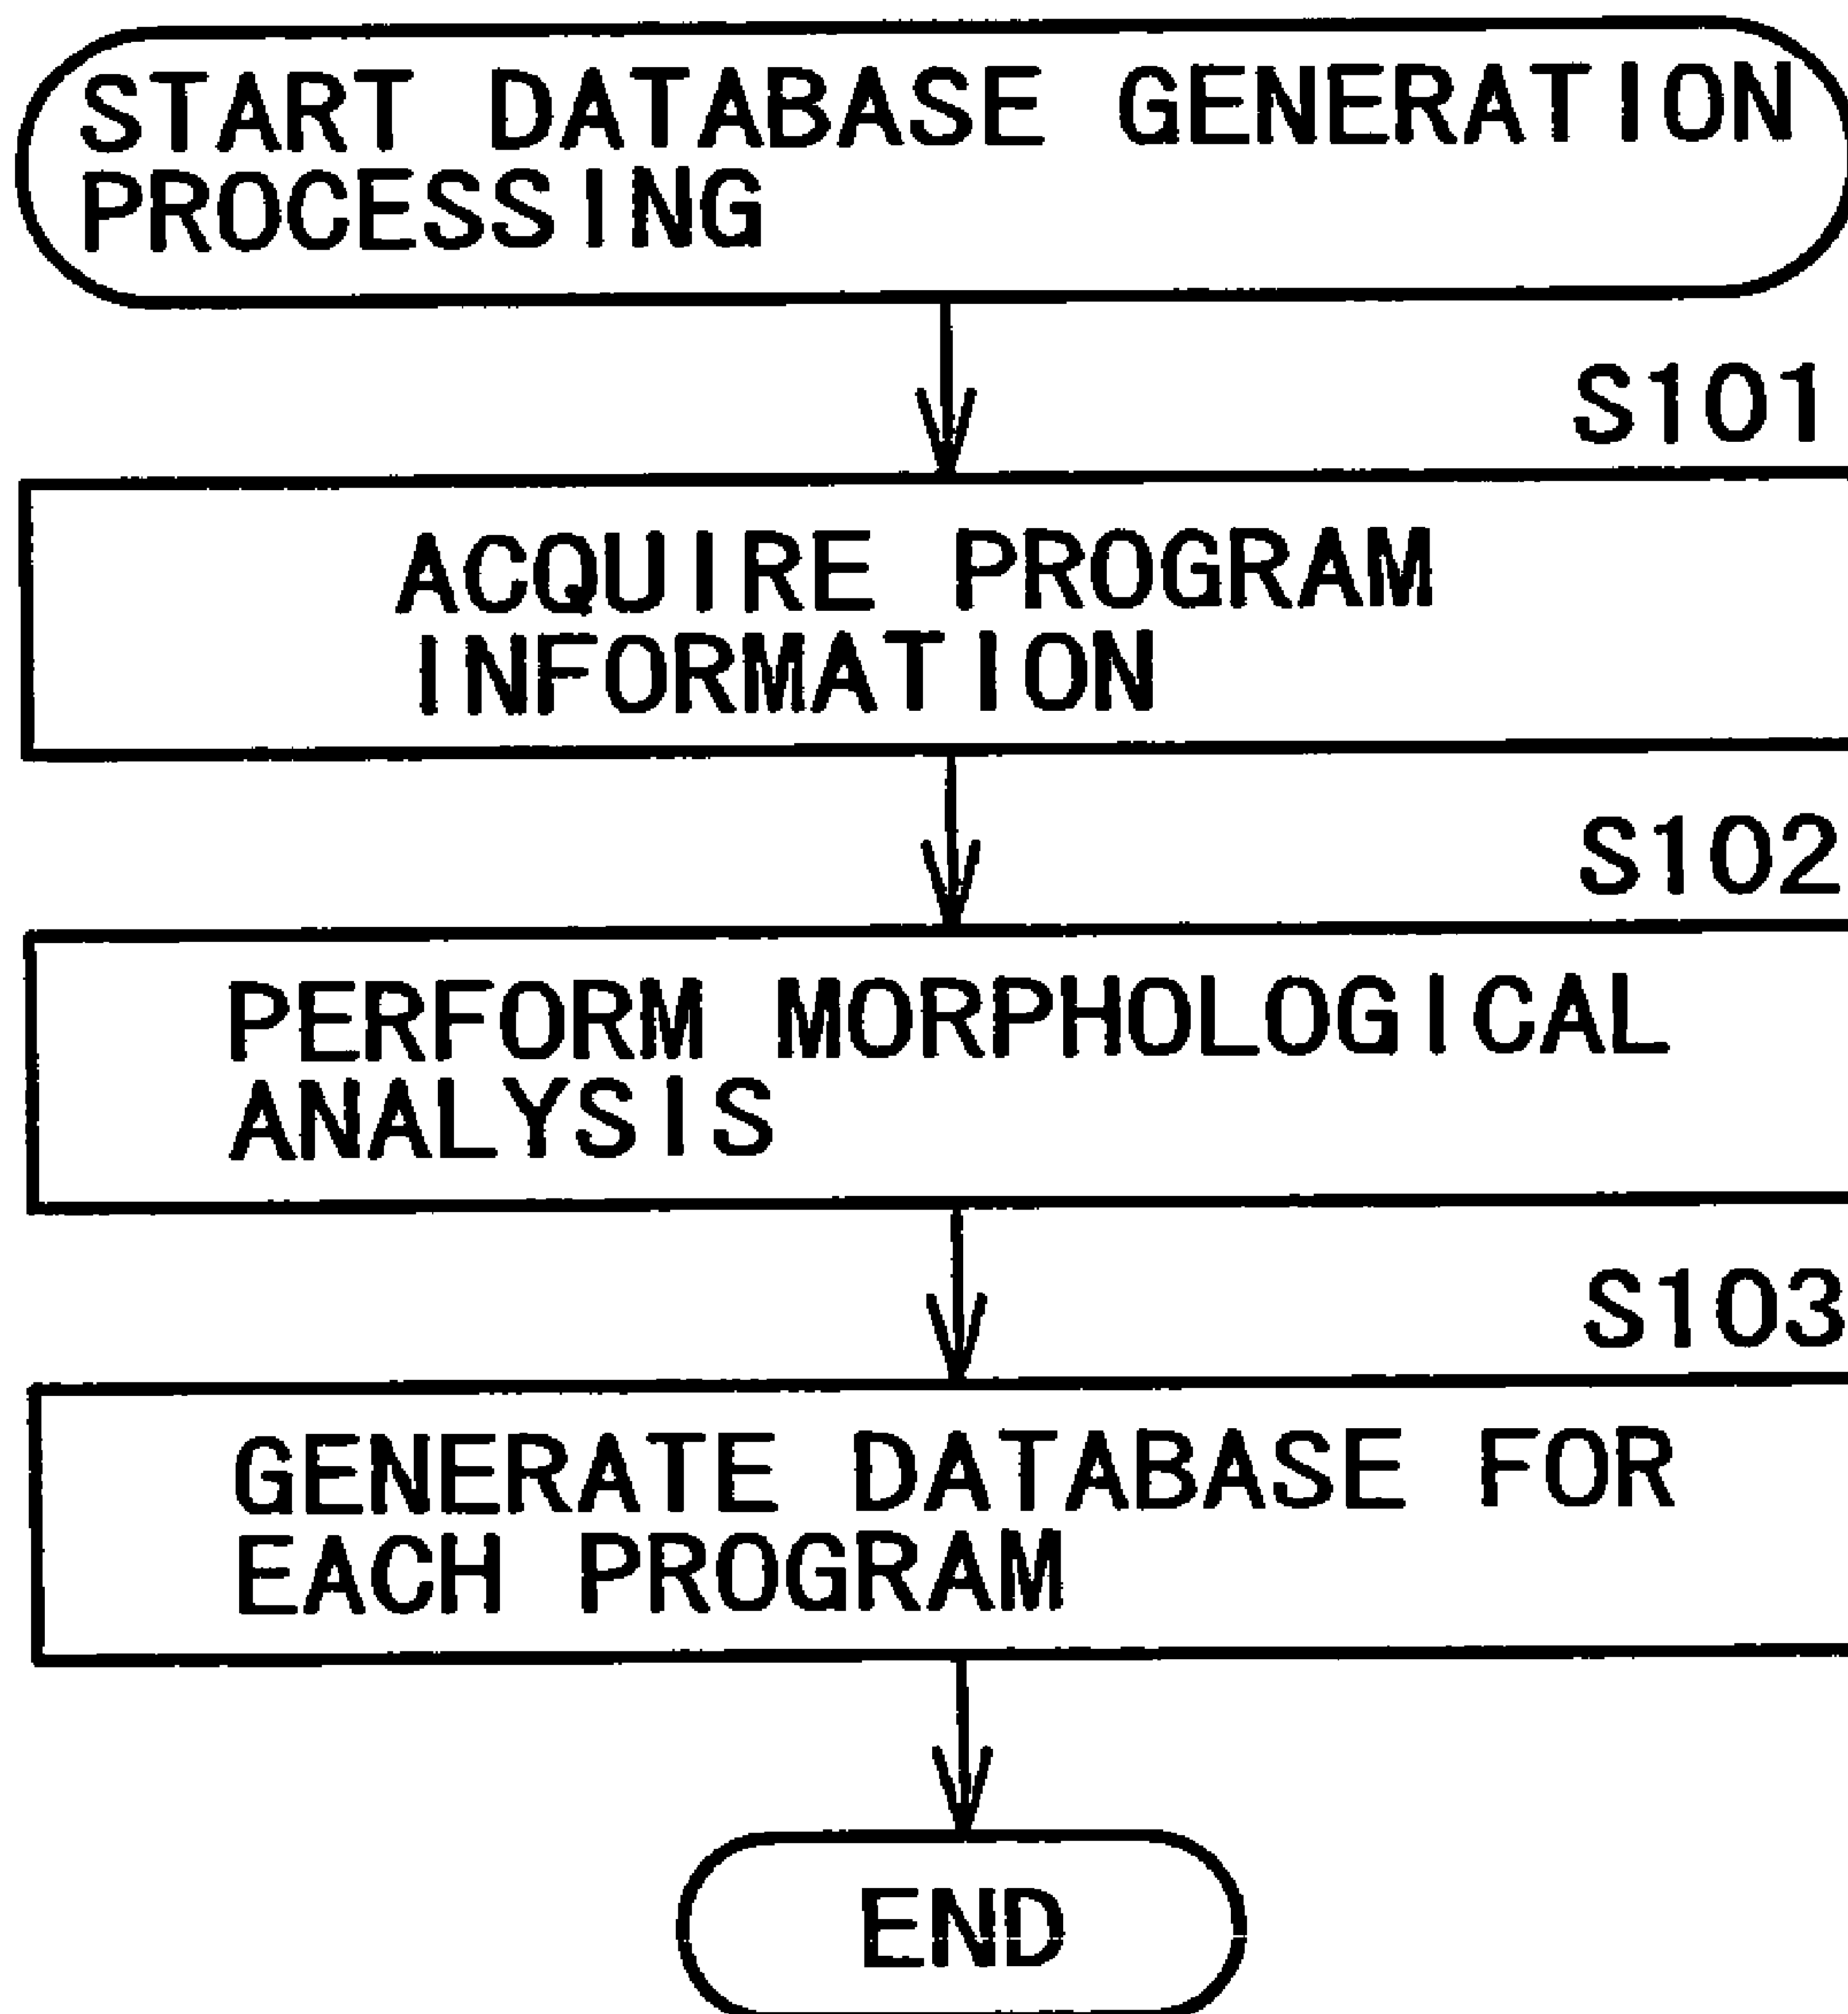 START DATABASE GENERATION
PROCESSING
S101
ACQUIRE PROGRAM
INFORMATION
S102
PERFORM MORPHOLOGICAL
ANALYSIS
S103
GENERATE DATABASE FOR
EACH PROGRAM
END